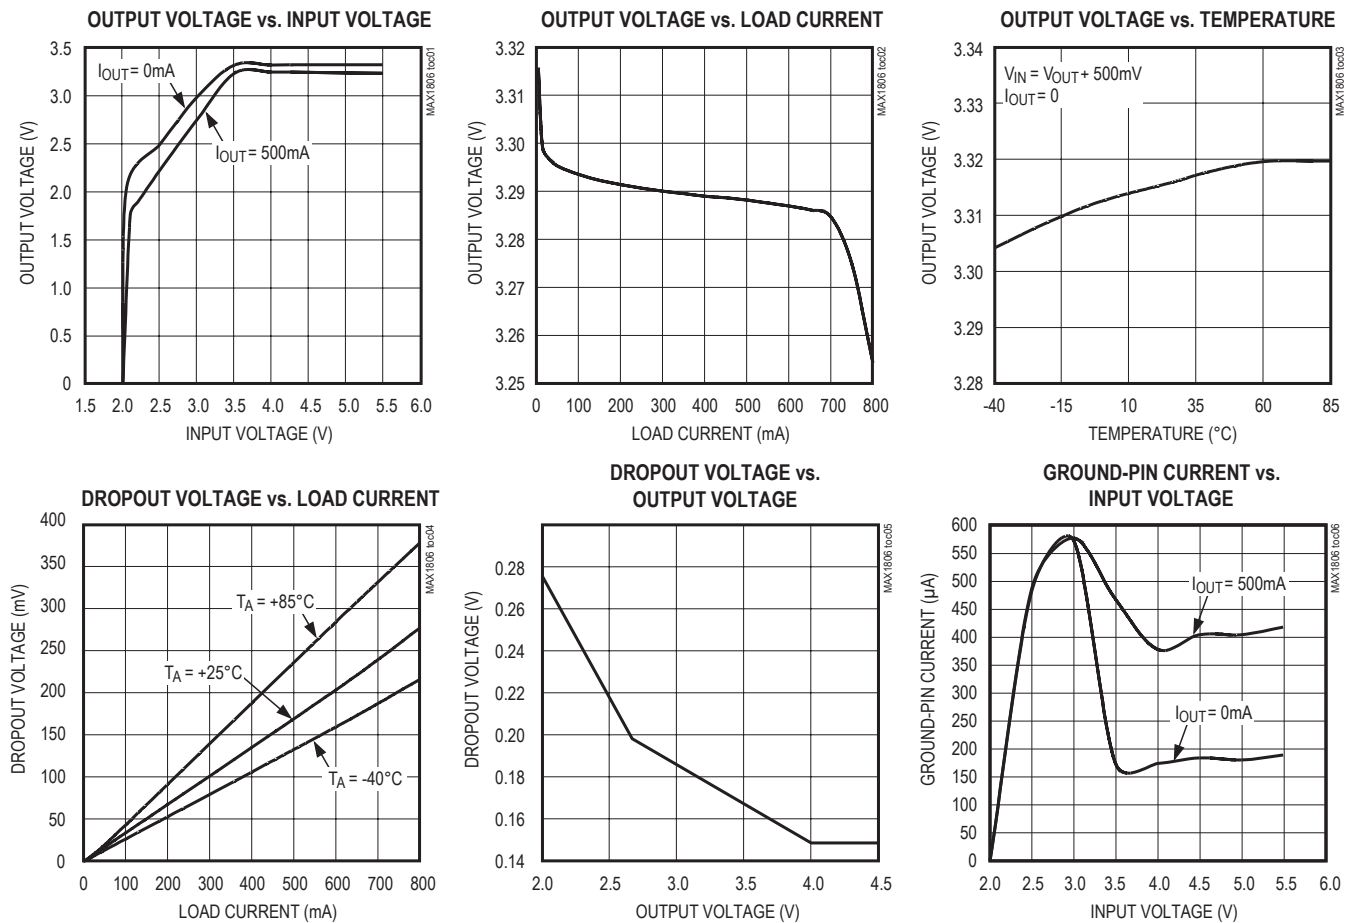 OUTPUT VOLTAGE vs. INPUT VOLTAGE
MAX1806 toc01
OUTPUT VOLTAGE (V)
3.5
3.0
2.5
2.0
1.5
1.0
0.5
0
IOUT = 0mA
IOUT = 500mA
1.5 2.0 2.5 3.0 3.5 4.0 4.5 5.0 5.5 6.0
INPUT VOLTAGE (V)
OUTPUT VOLTAGE vs. LOAD CURRENT
MAX1806 toc02
OUTPUT VOLTAGE (V)
3.32
3.31
3.30
3.29
3.28
3.27
3.26
3.25
0 100 200 300 400 500 600 700 800
LOAD CURRENT (mA)
OUTPUT VOLTAGE vs. TEMPERATURE
MAX1806 toc03
OUTPUT VOLTAGE (V)
3.34
3.33
3.32
3.31
3.30
3.29
3.28
VIN = VOUT + 500mV
IOUT = 0
-40 -15 10 35 60 85
TEMPERATURE (°C)
DROPOUT VOLTAGE vs. LOAD CURRENT
MAX1806 toc04
DROPOUT VOLTAGE (mV)
400
350
300
250
200
150
100
50
0
TA = +85°C
TA = +25°C
TA = -40°C
0 100 200 300 400 500 600 700 800
LOAD CURRENT (mA)
DROPOUT VOLTAGE vs.
OUTPUT VOLTAGE
MAX1806 toc05
DROPOUT VOLTAGE (V)
0.28
0.26
0.24
0.22
0.20
0.18
0.16
0.14
2.0 2.5 3.0 3.5 4.0 4.5
OUTPUT VOLTAGE (V)
GROUND-PIN CURRENT vs.
INPUT VOLTAGE
MAX1806 toc06
GROUND-PIN CURRENT (µA)
600
550
500
450
400
350
300
250
200
150
100
50
0
IOUT = 500mA
IOUT = 0mA
2.0 2.5 3.0 3.5 4.0 4.5 5.0 5.5 6.0
INPUT VOLTAGE (V)